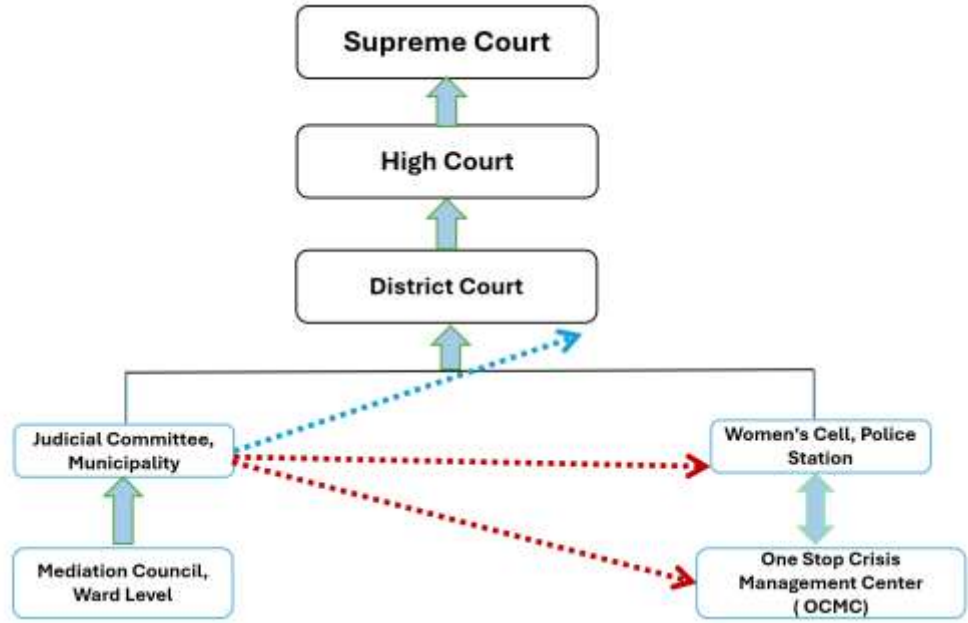 Supreme Court
High Court
District Court
Judicial Committee,
Municipality
Women's Cell, Police
Station
Mediation Council,
Ward Level
One Stop Crisis
Management Center
( OCMC)